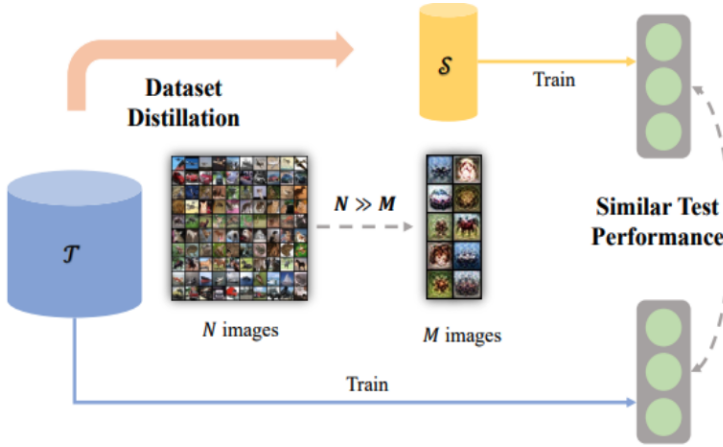 Dataset
Distillation
𝒮
Train
N ≫ M
𝒯
Similar Test
Performance
N images
M images
Train